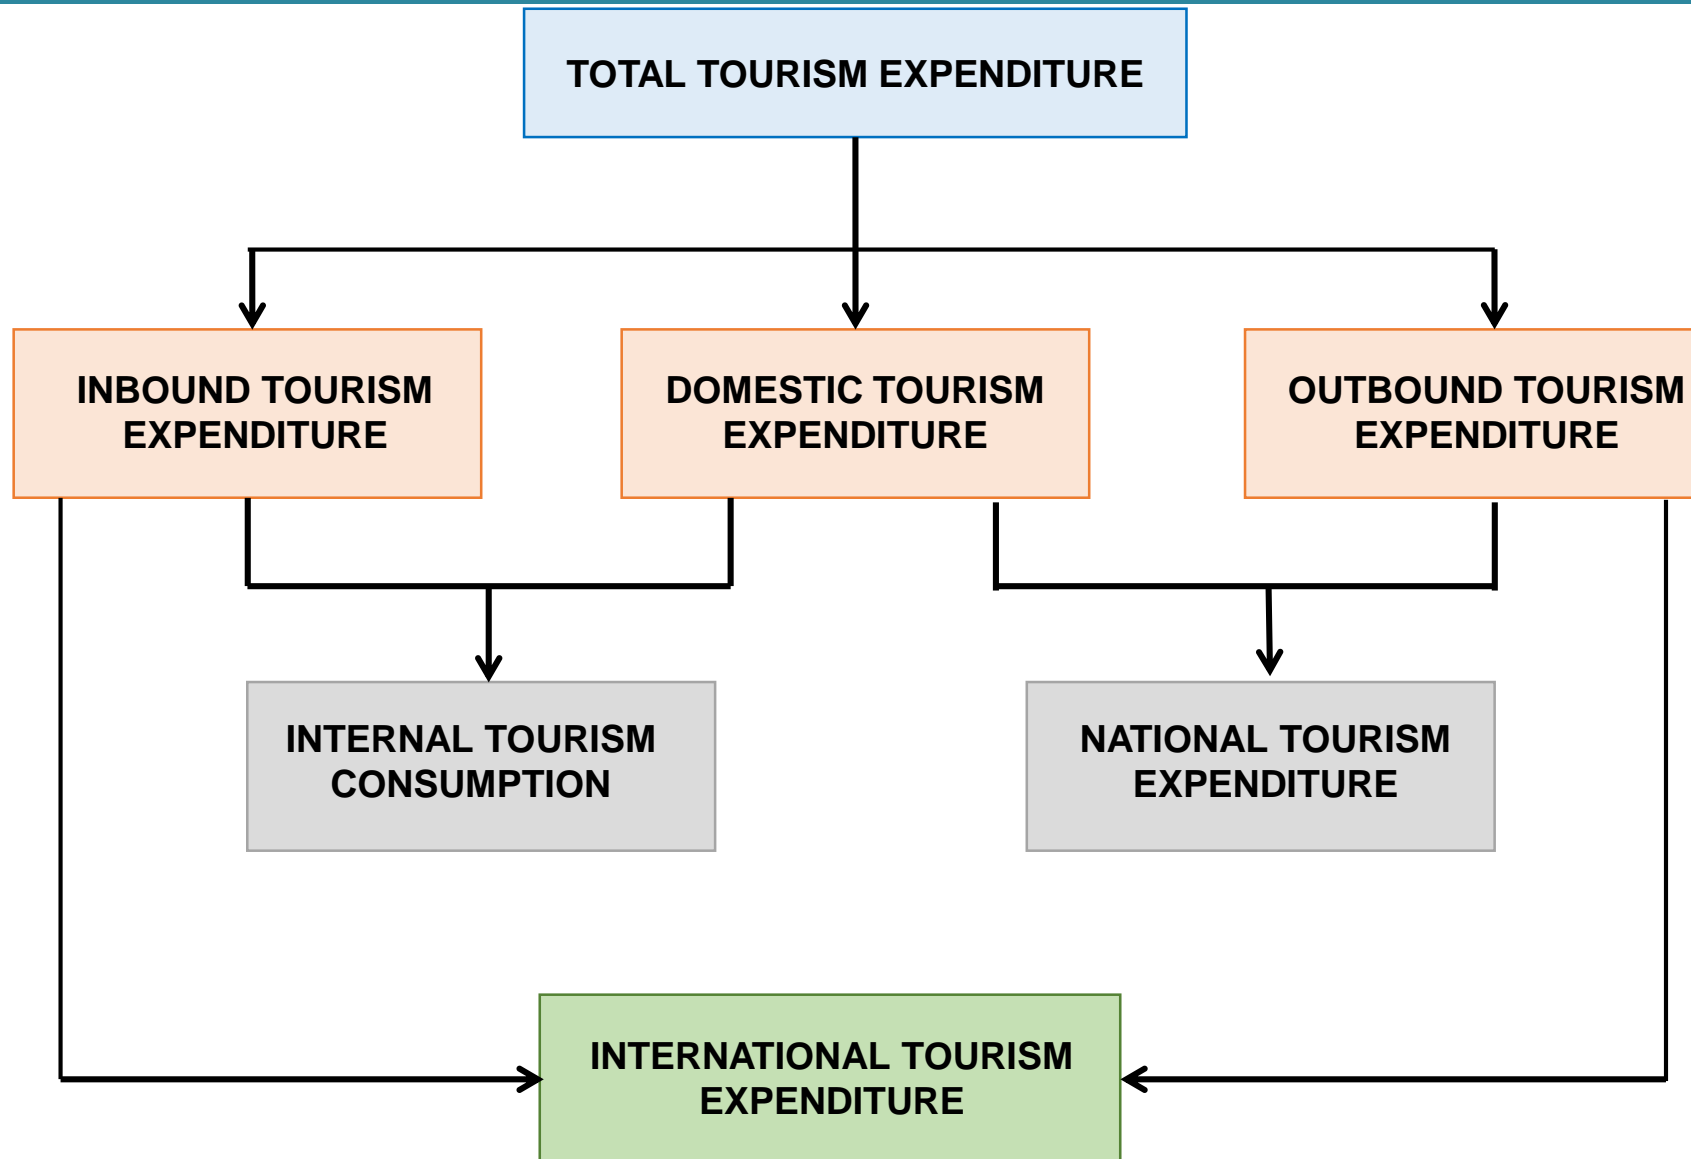 TOTAL TOURISM EXPENDITURE
INBOUND TOURISM
EXPENDITURE
DOMESTIC TOURISM
EXPENDITURE
OUTBOUND TOURISM
EXPENDITURE
INTERNAL TOURISM
CONSUMPTION
NATIONAL TOURISM
EXPENDITURE
INTERNATIONAL TOURISM
EXPENDITURE